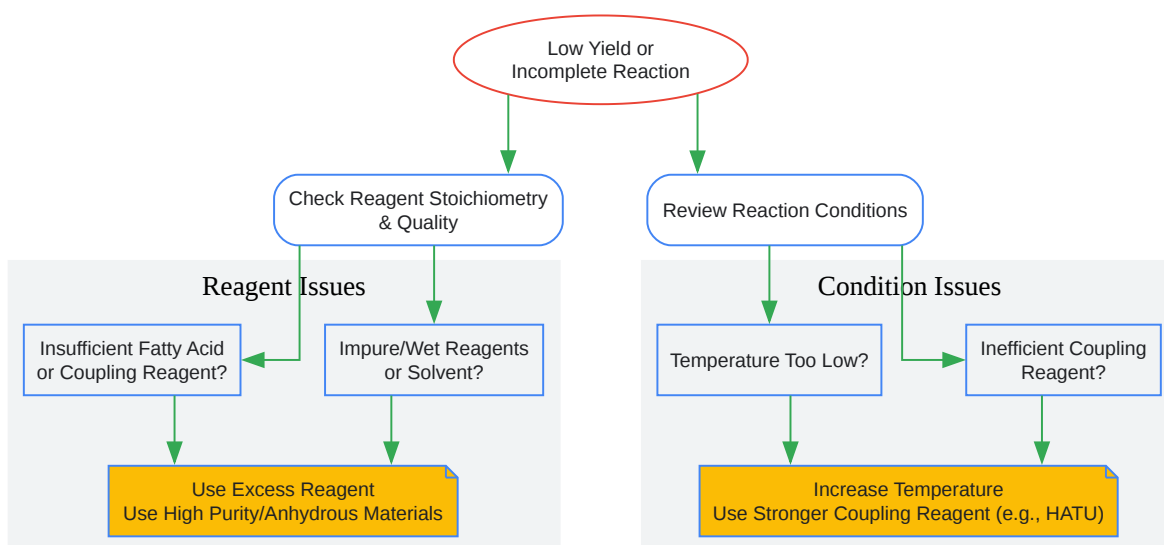 Low Yield or
Incomplete Reaction
Check Reagent Stoichiometry
& Quality
Review Reaction Conditions
Reagent Issues
Condition Issues
Insufficient Fatty Acid
or Coupling Reagent?
Impure/Wet Reagents
or Solvent?
Temperature Too Low?
Inefficient Coupling
Reagent?
Use Excess Reagent
Use High Purity/Anhydrous Materials
Increase Temperature
Use Stronger Coupling Reagent (e.g., HATU)